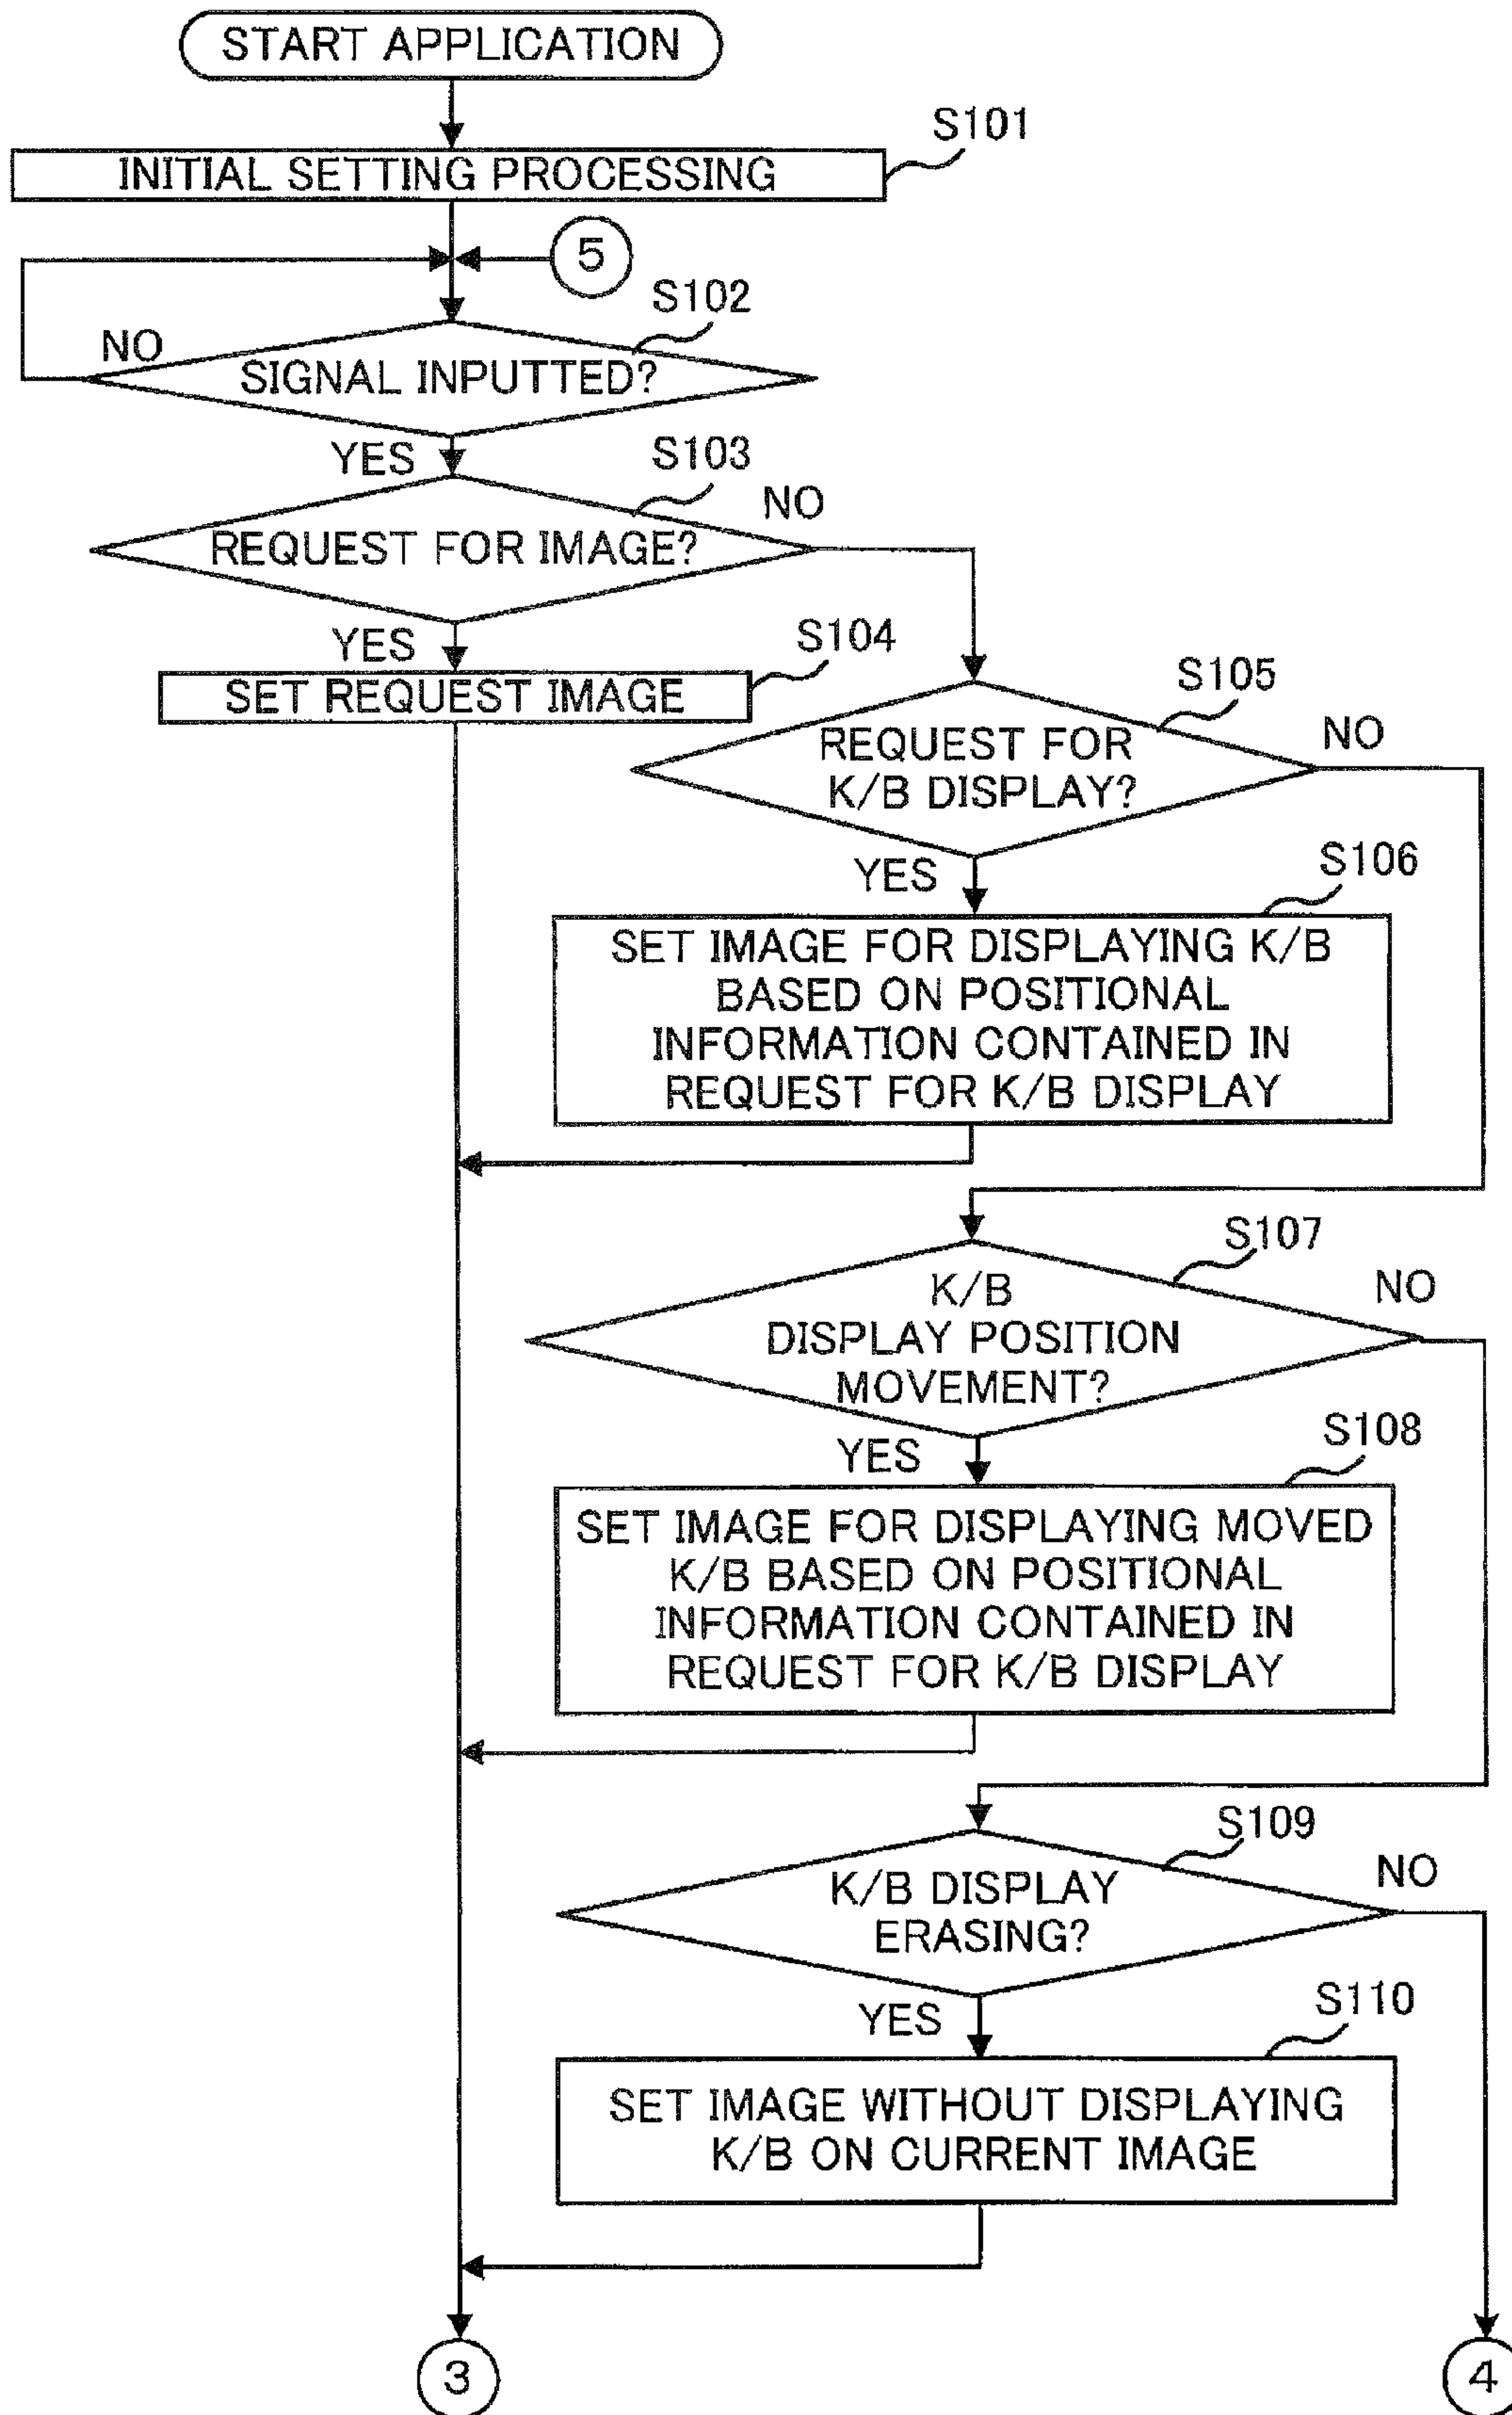 START APPLICATION
S101
INITIAL SETTING PROCESSING
5
S102
NO
SIGNAL INPUTTED?
YES
S103
NO
REQUEST FOR IMAGE?
YES
S104
SET REQUEST IMAGE
S105
REQUEST FOR
K/B DISPLAY?
NO
YES
S106
SET IMAGE FOR DISPLAYING K/B
BASED ON POSITIONAL
INFORMATION CONTAINED IN
REQUEST FOR K/B DISPLAY
S107
K/B
DISPLAY POSITION
MOVEMENT?
NO
YES
S108
SET IMAGE FOR DISPLAYING MOVED
K/B BASED ON POSITIONAL
INFORMATION CONTAINED IN
REQUEST FOR K/B DISPLAY
S109
K/B DISPLAY
ERASING?
NO
YES
S110
SET IMAGE WITHOUT DISPLAYING
K/B ON CURRENT IMAGE
3
4